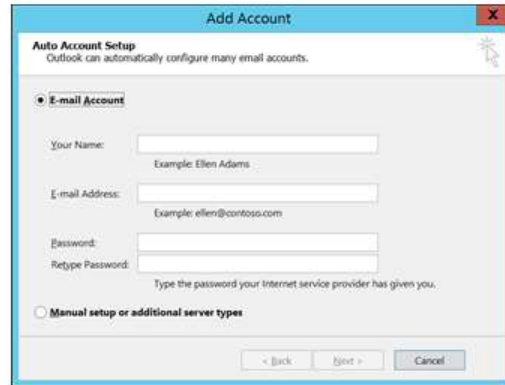 Add Account
X
Auto Account Setup
Outlook can automatically configure many email accounts.
E-mail Account
Your Name:
Example: Ellen Adams
E-mail Address:
Example: ellen@contoso.com
Password:
Retype Password:
Type the password your Internet service provider has given you.
Manual setup or additional server types
< Back Next > Cancel